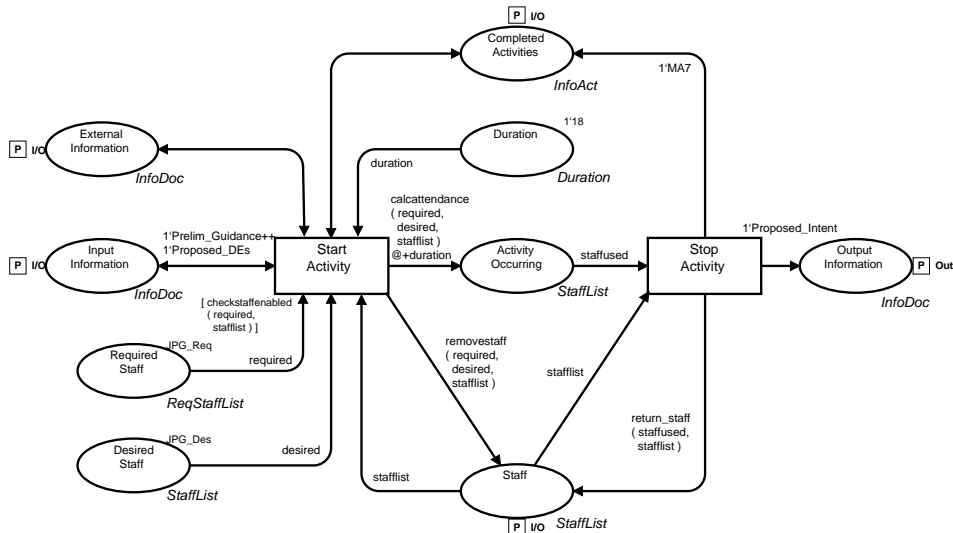 P I/O
Completed
Activities
InfoAct
1'MA7
External
Information
P I/O
InfoDoc
1'18
Duration
Duration
duration
calcattendance
( required,
desired,
stafflist )
@+duration
1'Prelim_Guidance++
1'Proposed_DEs
Input
Information
P I/O
InfoDoc
Start
Activity
Activity
Occurring
StaffList
staffused
Stop
Activity
1'Proposed_Intent
Output
Information
P Out
InfoDoc
[ checkstaffenabled
( required,
stafflist ) ]
JPG_Req
Required
Staff
required
ReqStaffList
removestaff
( required,
desired,
stafflist )
stafflist
return_staff
( staffused,
stafflist )
JPG_Des
Desired
Staff
desired
StaffList
stafflist
Staff
P I/O
StaffList